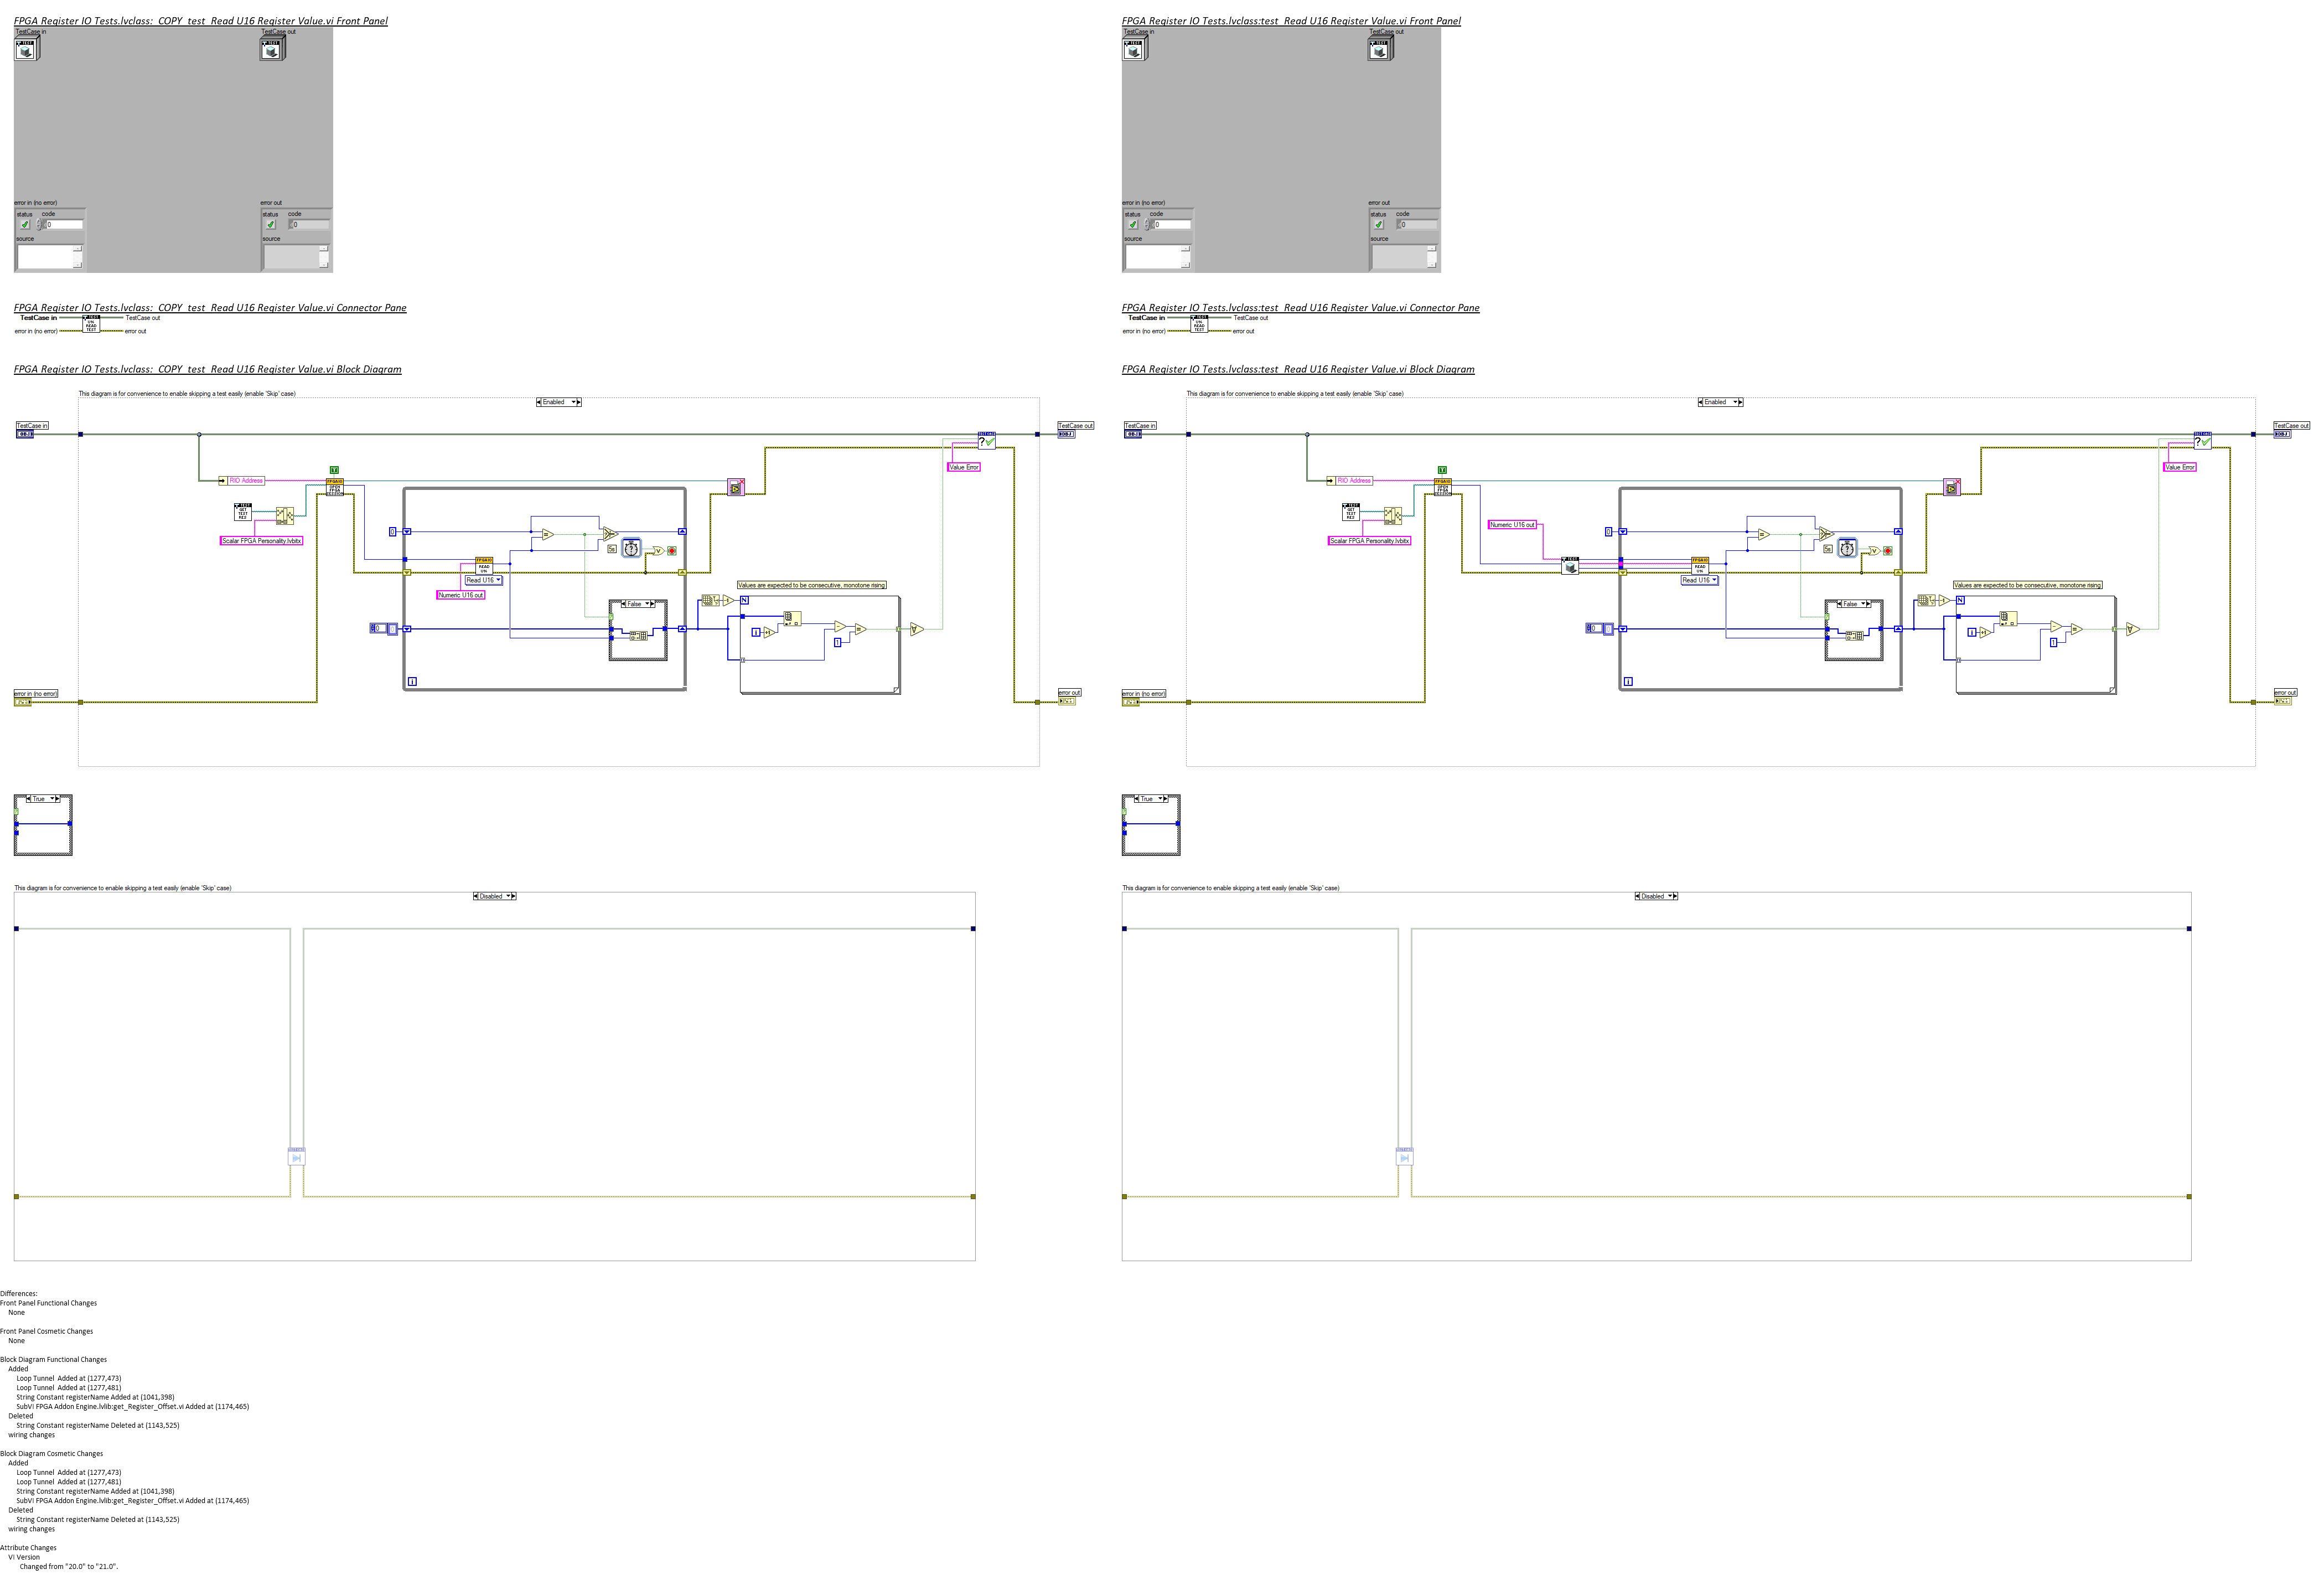 FPGA Register IO Tests.lvclass:_COPY_test_Read U16 Register Value.vi Front Panel
TestCase in
TestCase out
error in (no error)
status
code
0
source
error out
status
code
0
source
FPGA Register IO Tests.lvclass:_COPY_test_Read U16 Register Value.vi Connector Pane
TestCase in
TestCase out
error in (no error)
error out
FPGA Register IO Tests.lvclass:_COPY_test_Read U16 Register Value.vi Block Diagram
This diagram is for convenience to enable skipping a test easily (enable 'Skip' case)
Enabled
TestCase in
TestCase out
Value Error
RIO Address
Scalar FPGA Personality.lvbitx
0
5s
Read U16
Numeric U16 out
Values are expected to be consecutive, monotone rising
False
N
0
i
1
i
error in (no error)
error out
True
This diagram is for convenience to enable skipping a test easily (enable 'Skip' case)
Disabled
FPGA Register IO Tests.lvclass:test_Read U16 Register Value.vi Front Panel
TestCase in
TestCase out
error in (no error)
status
code
0
source
error out
status
code
0
source
FPGA Register IO Tests.lvclass:test_Read U16 Register Value.vi Connector Pane
TestCase in
TestCase out
error in (no error)
error out
FPGA Register IO Tests.lvclass:test_Read U16 Register Value.vi Block Diagram
This diagram is for convenience to enable skipping a test easily (enable 'Skip' case)
Enabled
TestCase in
TestCase out
Value Error
RIO Address
Scalar FPGA Personality.lvbitx
Numeric U16 out
0
5s
Read U16
Values are expected to be consecutive, monotone rising
False
N
0
i
1
i
error in (no error)
error out
True
This diagram is for convenience to enable skipping a test easily (enable 'Skip' case)
Disabled
Differences:
Front Panel Functional Changes
None
Front Panel Cosmetic Changes
None
Block Diagram Functional Changes
Added
Loop Tunnel  Added at (1277,473)
Loop Tunnel  Added at (1277,481)
String Constant registerName Added at (1041,398)
SubVI FPGA Addon Engine.lvlib:get_Register_Offset.vi Added at (1174,465)
Deleted
String Constant registerName Deleted at (1143,525)
wiring changes
Block Diagram Cosmetic Changes
Added
Loop Tunnel  Added at (1277,473)
Loop Tunnel  Added at (1277,481)
String Constant registerName Added at (1041,398)
SubVI FPGA Addon Engine.lvlib:get_Register_Offset.vi Added at (1174,465)
Deleted
String Constant registerName Deleted at (1143,525)
wiring changes
Attribute Changes
VI Version
Changed from "20.0" to "21.0".